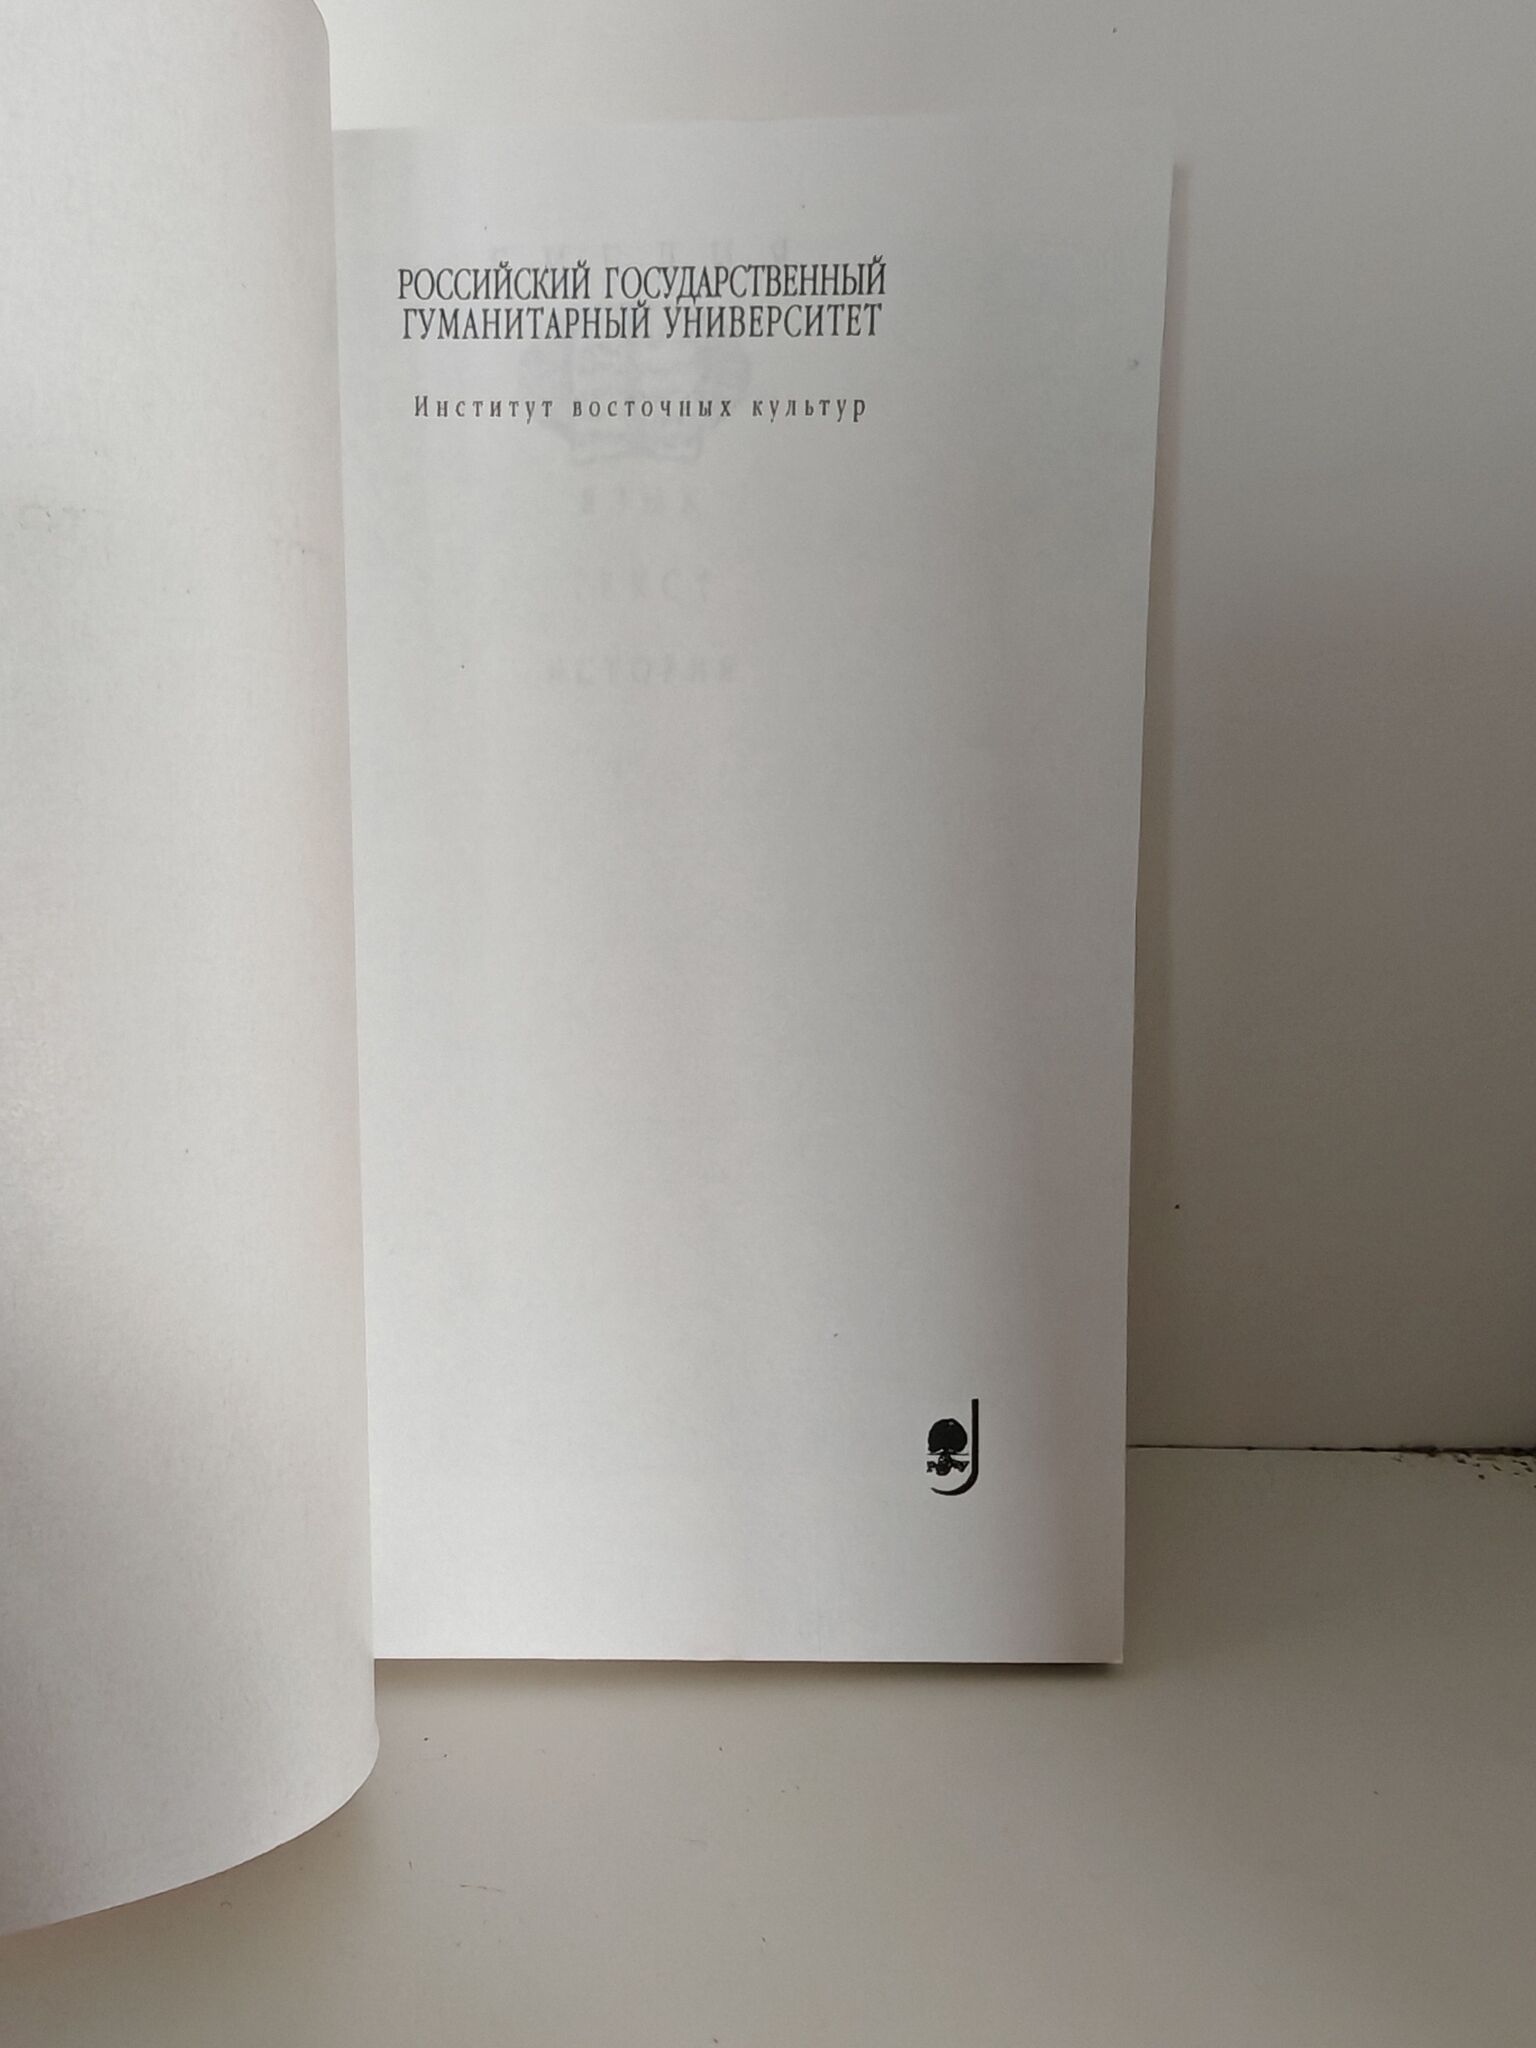 РОССИЙСКИЙ ГОСУДАРСТВЕННЫЙ
ГУМАНИТАРНЫЙ УНИВЕРСИТЕТ
Институт восточных культур